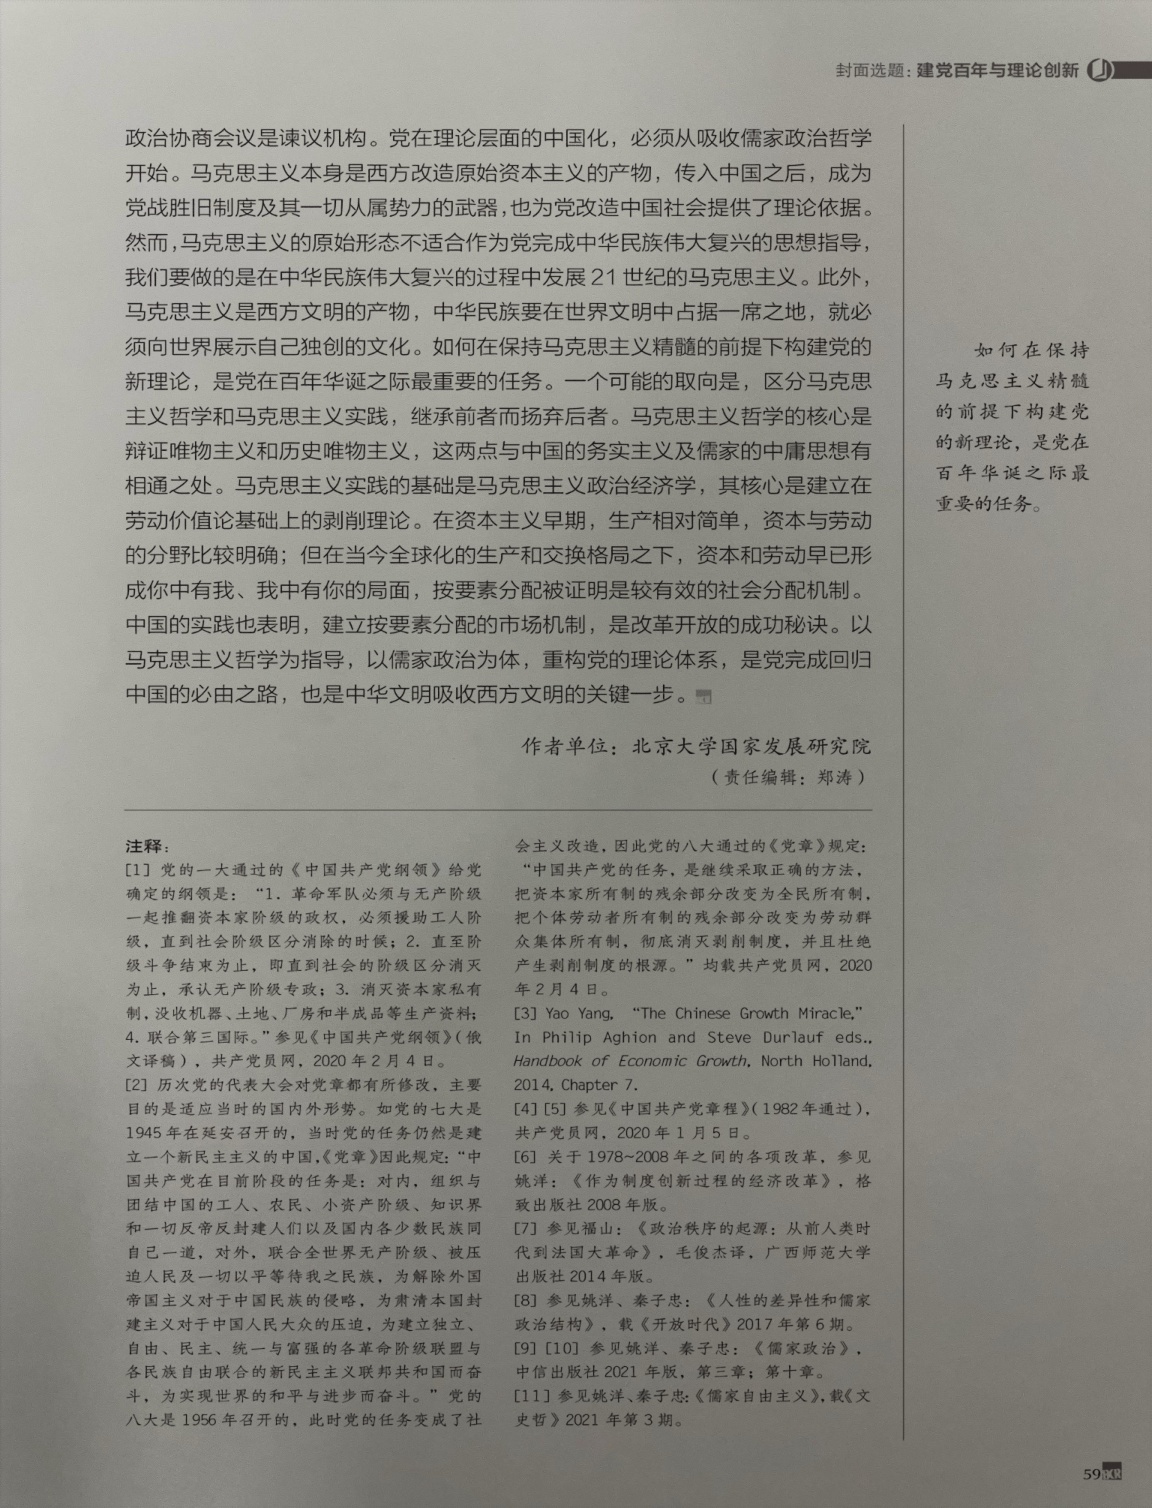 封面选题：建党百年与理论创新
政治协商会议是谏议机构。党在理论层面的中国化，必须从吸收儒家政治哲学
开始。马克思主义本身是西方改造原始资本主义的产物，传入中国之后，成为
党战胜旧制度及其一切从属势力的武器，也为党改造中国社会提供了理论依据。
然而，马克思主义的原始形态不适合作为党完成中华民族伟大复兴的思想指导，
我们要做的是在中华民族伟大复兴的过程中发展21世纪的马克思主义。此外，
马克思主义是西方文明的产物，中华民族要在世界文明中占据一席之地，就必
须向世界展示自己独创的文化。如何在保持马克思主义精髓的前提下构建党的
新理论，是党在百年华诞之际最重要的任务。一个可能的取向是，区分马克思
主义哲学和马克思主义实践，继承前者而扬弃后者。马克思主义哲学的核心是
辩证唯物主义和历史唯物主义，这两点与中国的务实主义及儒家的中庸思想有
相通之处。马克思主义实践的基础是马克思主义政治经济学，其核心是建立在
劳动价值论基础上的剥削理论。在资本主义早期，生产相对简单，资本与劳动
的分野比较明确；但在当今全球化的生产和交换格局之下，资本和劳动早已形
成你中有我、我中有你的局面，按要素分配被证明是较有效的社会分配机制。
中国的实践也表明，建立按要素分配的市场机制，是改革开放的成功秘诀。以
马克思主义哲学为指导，以儒家政治为体，重构党的理论体系，是党完成回归
中国的必由之路，也是中华文明吸收西方文明的关键一步。
作者单位：北京大学国家发展研究院
（责任编辑：郑涛）
如何在保持
马克思主义精髓
的前提下构建党
的新理论，是党在
百年华诞之际最
重要的任务。
注释：
[1] 党的一大通过的《中国共产党纲领》给党
确定的纲领是：“1. 革命军队必须与无产阶级
一起推翻资本家阶级的政权，必须援助工人阶
级，直到社会阶级区分消除的时候；2. 直至阶
级斗争结束为止，即直到社会的阶级区分消灭
为止，承认无产阶级专政；3. 消灭资本家私有
制，没收机器、土地、厂房和半成品等生产资料；
4. 联合第三国际。”参见《中国共产党纲领》（俄
文译稿），共产党员网，2020年2月4日。
[2] 历次党的代表大会对党章都有所修改，主要
目的是适应当时的国内外形势。如党的七大是
1945年在延安召开的，当时党的任务仍然是建
立一个新民主主义的中国，《党章》因此规定：“中
国共产党在目前阶段的任务是：对内，组织与
团结中国的工人、农民、小资产阶级、知识界
和一切反帝反封建人们以及国内各少数民族同
自己一道，对外，联合全世界无产阶级、被压
迫人民及一切以平等待我之民族，为解除外国
帝国主义对于中国民族的侵略，为肃清本国封
建主义对于中国人民大众的压迫，为建立独立、
自由、民主、统一与富强的各革命阶级联盟与
各民族自由联合的新民主主义联邦共和国而奋
斗，为实现世界的和平与进步而奋斗。”党的
八大是1956年召开的，此时党的任务变成了社
会主义改造，因此党的八大通过的《党章》规定：
“中国共产党的任务，是继续采取正确的方法，
把资本家所有制的残余部分改变为全民所有制，
把个体劳动者所有制的残余部分改变为劳动群
众集体所有制，彻底消灭剥削制度，并且杜绝
产生剥削制度的根源。”均载共产党员网，2020
年2月4日。
[3] Yao Yang, “The Chinese Growth Miracle,”
In Philip Aghion and Steve Durlauf eds.,
Handbook of Economic Growth, North Holland,
2014, Chapter 7.
[4][5] 参见《中国共产党章程》（1982年通过），
共产党员网，2020年1月5日。
[6] 关于1978~2008年之间的各项改革，参见
姚洋：《作为制度创新过程的经济改革》，格
致出版社2008年版。
[7] 参见福山：《政治秩序的起源：从前人类时
代到法国大革命》，毛俊杰译，广西师范大学
出版社2014年版。
[8] 参见姚洋、秦子忠：《人性的差异性和儒家
政治结构》，载《开放时代》2017年第6期。
[9][10] 参见姚洋、秦子忠：《儒家政治》，
中信出版社2021年版，第三章；第十章。
[11] 参见姚洋、秦子忠：《儒家自由主义》，载《文
史哲》2021年第3期。
59